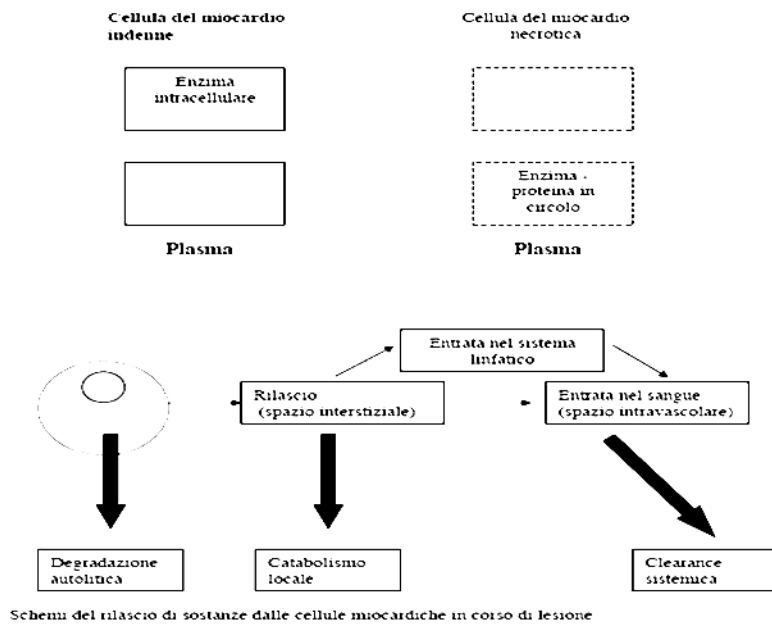 Cellula del miocardio
indenne
Cellula del miocardio
necrotica
Enzima
intracellulare
Enzima -
proteina in
circolo
Plasma
Plasma
Entrata nel sistema
linfatico
Rilascio
(spazio interstiziale)
Entrata nel sangue
(spazio intravascolare)
Degradazione
autolitica
Catabolismo
locale
Clearance
sistemica
Schemi del rilascio di sostanze dalle cellule miocardiche in corso di lesione